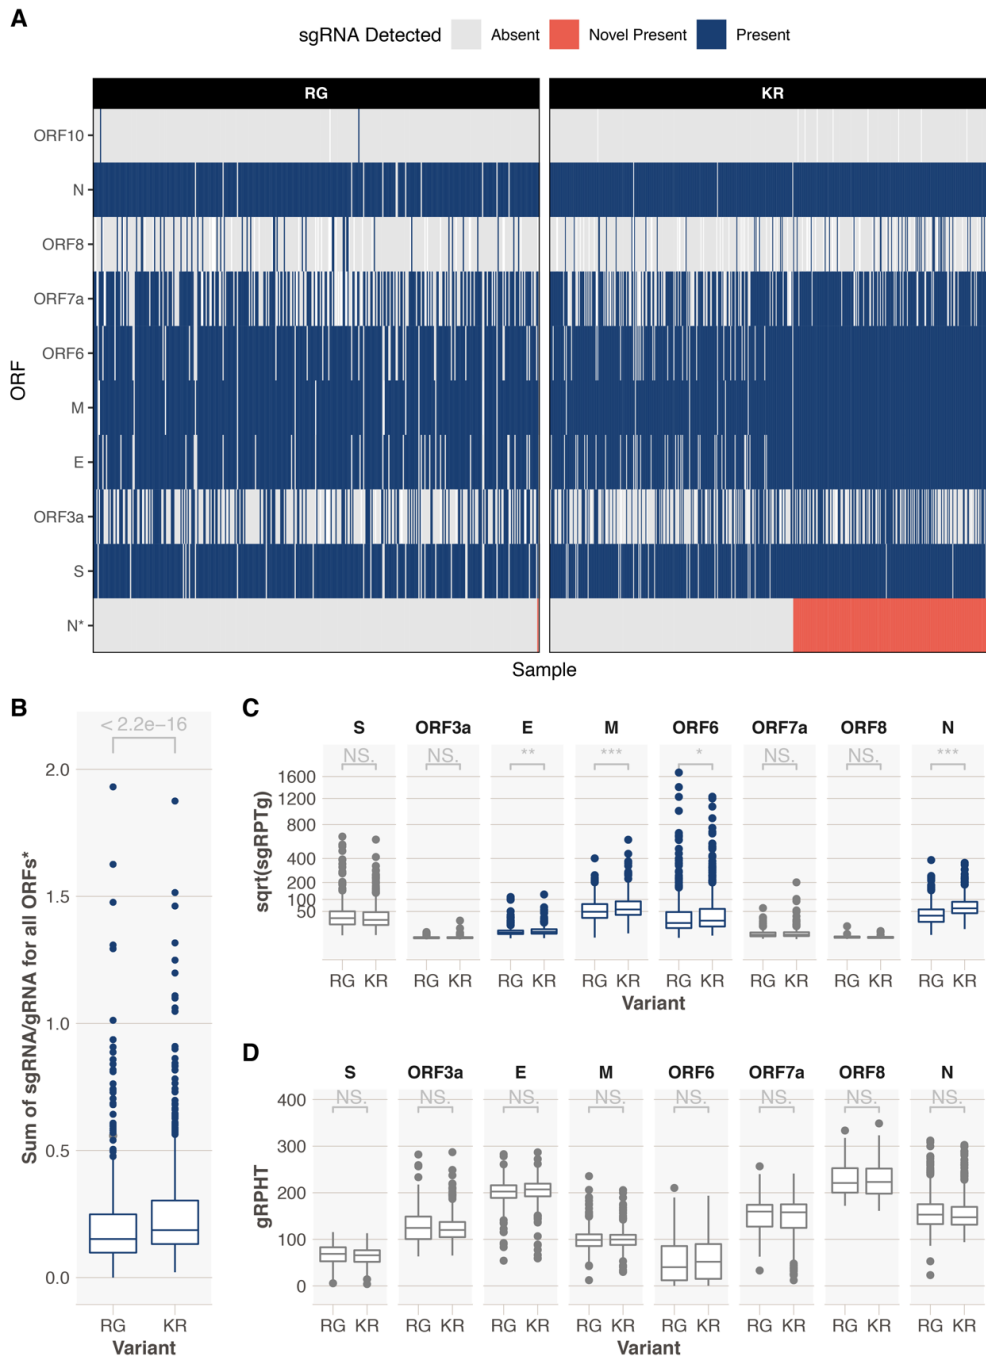 A
sgRNA Detected Absent Novel Present Present
RG KR
ORF10
N
ORF8
ORF7a
ORF6
M
E
ORF3a
S
N*
ORF
Sample
B
< 2.2e−16
2.0
1.5
1.0
0.5
0.0
Sum of sgRNA/gRNA for all ORFs*
RG KR
Variant
C
S ORF3a E M ORF6 ORF7a ORF8 N
NS. NS. ** *** * NS. NS. ***
1600
1200
800
400
200
100
50
sqrt(sgRPTg)
RG KR RG KR RG KR RG KR RG KR RG KR RG KR RG KR
Variant
D
S ORF3a E M ORF6 ORF7a ORF8 N
NS. NS. NS. NS. NS. NS. NS. NS.
400
300
200
100
0
gRPHT
RG KR RG KR RG KR RG KR RG KR RG KR RG KR RG KR
Variant